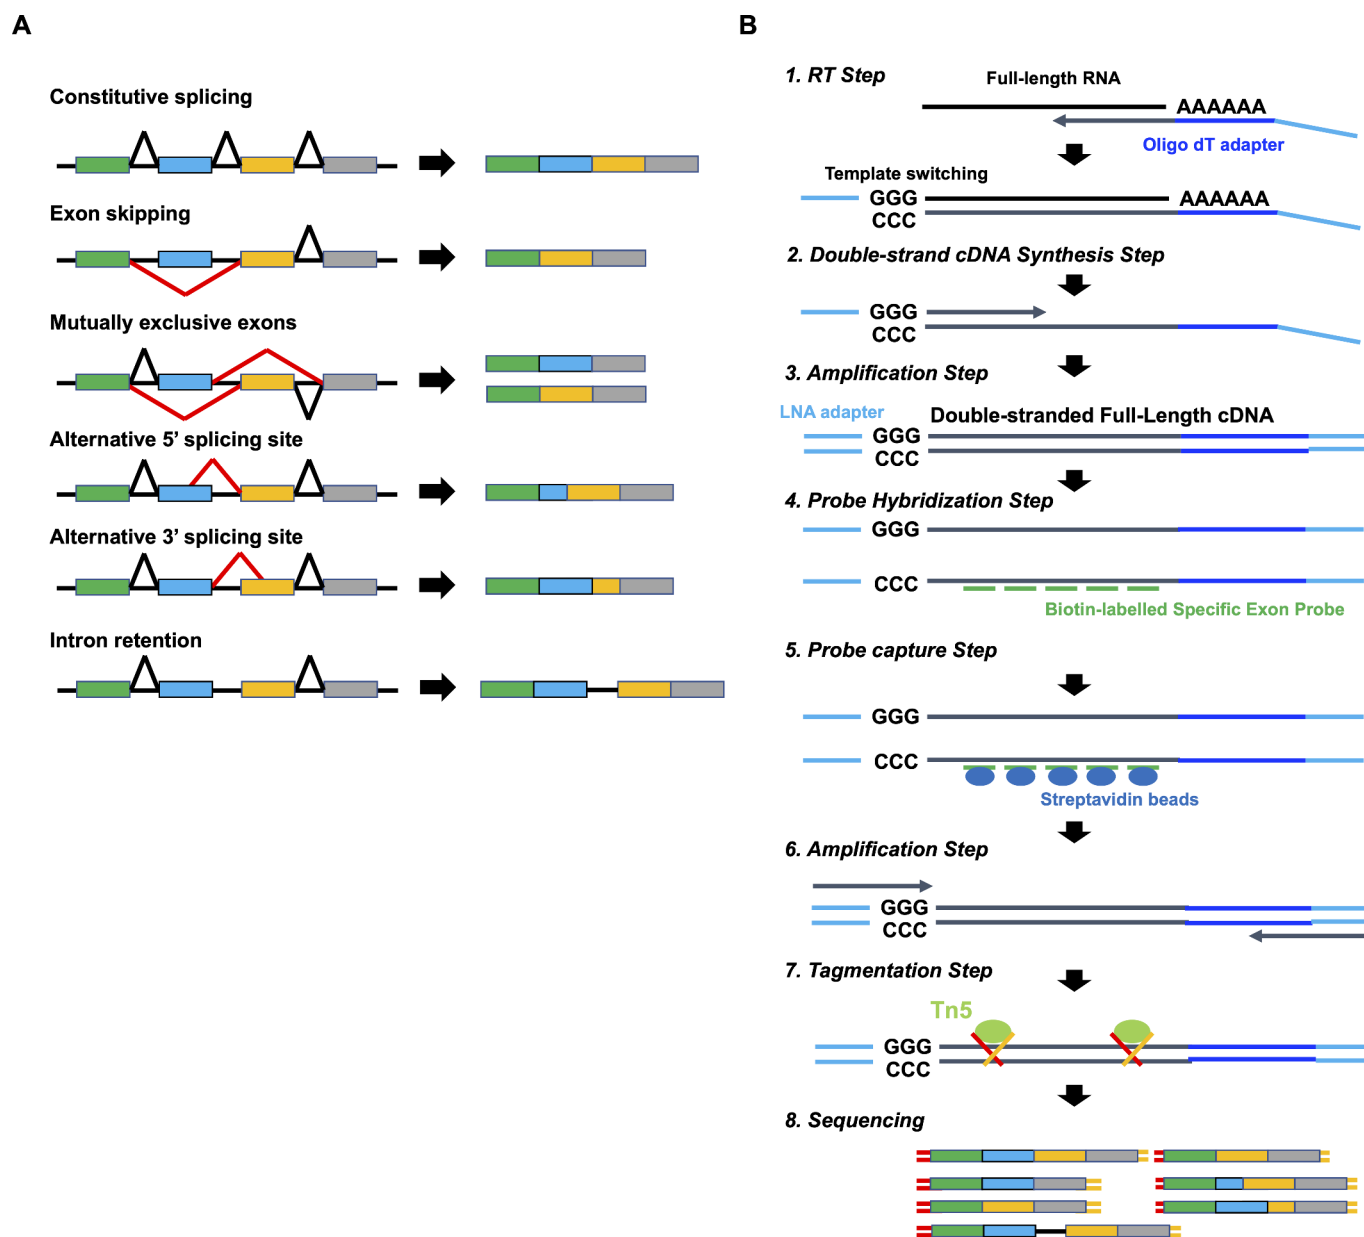 A
Constitutive splicing
Exon skipping
Mutually exclusive exons
Alternative 5’ splicing site
Alternative 3’ splicing site
Intron retention
B
1. RT Step
Full-length RNA
AAAAAA
Oligo dT adapter
Template switching
GGG
AAAAAA
CCC
2. Double-strand cDNA Synthesis Step
GGG
CCC
3. Amplification Step
LNA adapter
Double-stranded Full-Length cDNA
GGG
CCC
4. Probe Hybridization Step
GGG
CCC
Biotin-labelled Specific Exon Probe
5. Probe capture Step
GGG
CCC
Streptavidin beads
6. Amplification Step
GGG
CCC
7. Tagmentation Step
Tn5
GGG
CCC
8. Sequencing